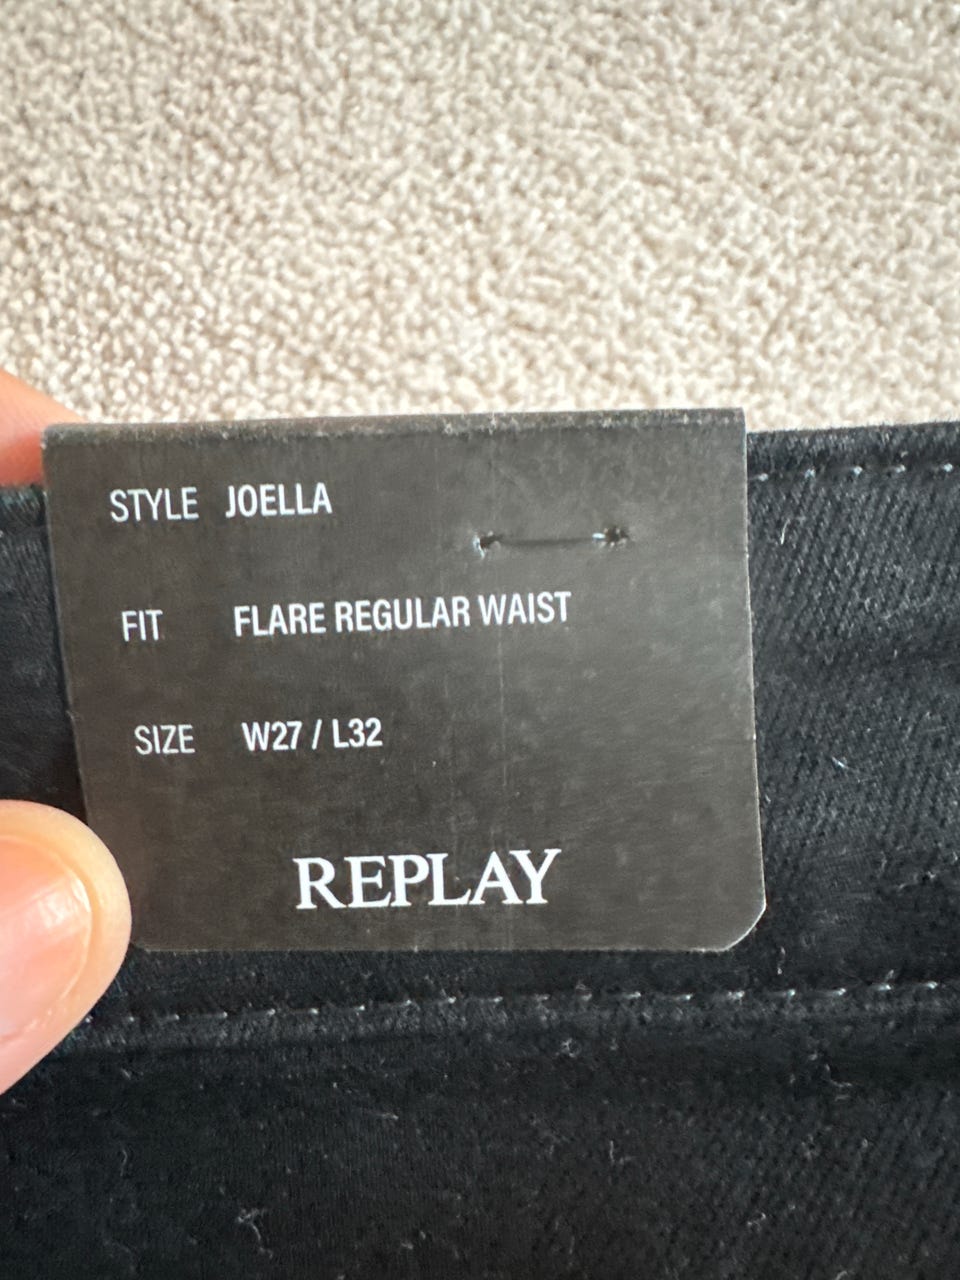 STYLE JOELLA
FIT FLARE REGULAR WAIST
SIZE W27 / L32
REPLAY